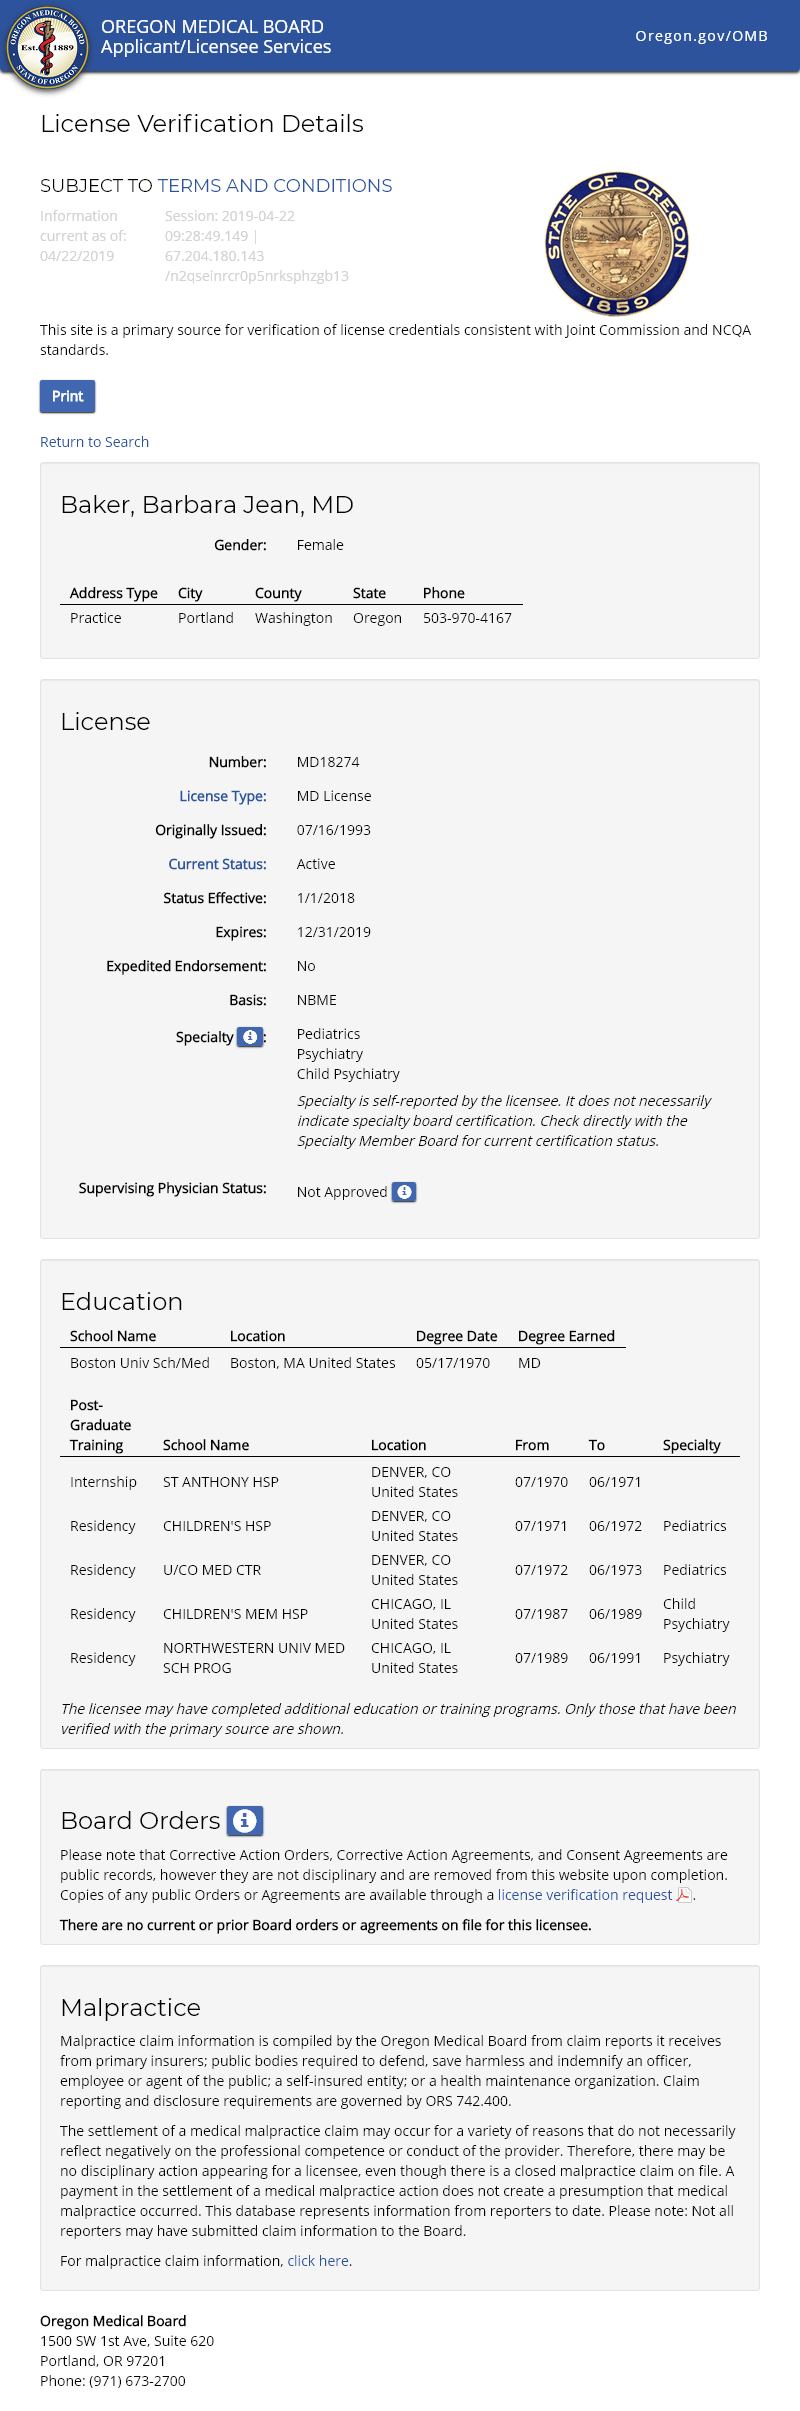 OREGON MEDICAL BOARD
Applicant/Licensee Services
Oregon.gov/OMB
OREGON MEDICAL BOARD
Est. 1889
STATE OF OREGON
License Verification Details
SUBJECT TO TERMS AND CONDITIONS
Information current as of: 04/22/2019
Session: 2019-04-22
09:28:49.149 |
67.204.180.143
/n2qseinrcr0p5nrksphzgb13
STATE OF OREGON
1859
This site is a primary source for verification of license credentials consistent with Joint Commission and NCQA
standards.
Print
Return to Search
Baker, Barbara Jean, MD
Gender: Female
Address Type City County State Phone
Practice Portland Washington Oregon 503-970-4167
License
Number: MD18274
License Type: MD License
Originally Issued: 07/16/1993
Current Status: Active
Status Effective: 1/1/2018
Expires: 12/31/2019
Expedited Endorsement: No
Basis: NBME
Specialty : Pediatrics
Psychiatry
Child Psychiatry
Specialty is self-reported by the licensee. It does not necessarily
indicate specialty board certification. Check directly with the
Specialty Member Board for current certification status.
Supervising Physician Status: Not Approved
Education
School Name Location Degree Date Degree Earned
Boston Univ Sch/Med Boston, MA United States 05/17/1970 MD
Post-
Graduate
Training School Name Location From To Specialty
Internship ST ANTHONY HSP DENVER, CO United States 07/1970 06/1971
Residency CHILDREN'S HSP DENVER, CO United States 07/1971 06/1972 Pediatrics
Residency U/CO MED CTR DENVER, CO United States 07/1972 06/1973 Pediatrics
Residency CHILDREN'S MEM HSP CHICAGO, IL United States 07/1987 06/1989 Child Psychiatry
Residency NORTHWESTERN UNIV MED SCH PROG CHICAGO, IL United States 07/1989 06/1991 Psychiatry
The licensee may have completed additional education or training programs. Only those that have been
verified with the primary source are shown.
Board Orders
Please note that Corrective Action Orders, Corrective Action Agreements, and Consent Agreements are
public records, however they are not disciplinary and are removed from this website upon completion.
Copies of any public Orders or Agreements are available through a license verification request .
There are no current or prior Board orders or agreements on file for this licensee.
Malpractice
Malpractice claim information is compiled by the Oregon Medical Board from claim reports it receives
from primary insurers; public bodies required to defend, save harmless and indemnify an officer,
employee or agent of the public; a self-insured entity; or a health maintenance organization. Claim
reporting and disclosure requirements are governed by ORS 742.400.
The settlement of a medical malpractice claim may occur for a variety of reasons that do not necessarily
reflect negatively on the professional competence or conduct of the provider. Therefore, there may be
no disciplinary action appearing for a licensee, even though there is a closed malpractice claim on file. A
payment in the settlement of a medical malpractice action does not create a presumption that medical
malpractice occurred. This database represents information from reporters to date. Please note: Not all
reporters may have submitted claim information to the Board.
For malpractice claim information, click here.
Oregon Medical Board
1500 SW 1st Ave, Suite 620
Portland, OR 97201
Phone: (971) 673-2700